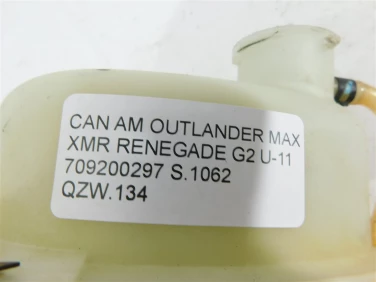 CAN AM OUTLANDER MAX
XMR RENEGADE G2 U-11
709200297 S.1062
QZW.134